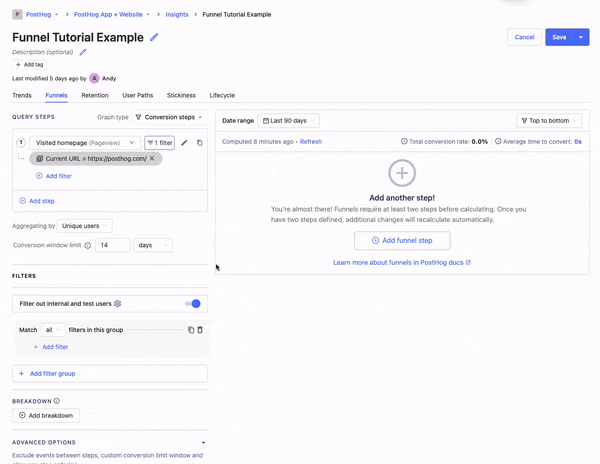 P PostHog > PostHog App + Website > Insights > Funnel Tutorial Example
Funnel Tutorial Example
Cancel
Save
Description (optional)
+ Add tag
Last modified 5 days ago by A Andy
Trends Funnels Retention User Paths Stickiness Lifecycle
QUERY STEPS
Graph type
Conversion steps
1 Visited homepage (Pageview)
1 filter
Current URL = https://posthog.com/ ×
Add filter
Add step
Aggregating by Unique users
Conversion window limit 14 days
FILTERS
Filter out internal and test users
Match all filters in this group
+ Add filter
+ Add filter group
BREAKDOWN
Add breakdown
ADVANCED OPTIONS
Exclude events between steps, custom conversion limit window and
Date range Last 90 days
Top to bottom
Computed 8 minutes ago • Refresh
Total conversion rate: 0.0%
Average time to convert: 0s
Add another step!
You're almost there! Funnels require at least two steps before calculating. Once you
have two steps defined, additional changes will recalculate automatically.
Add funnel step
Learn more about funnels in PostHog docs